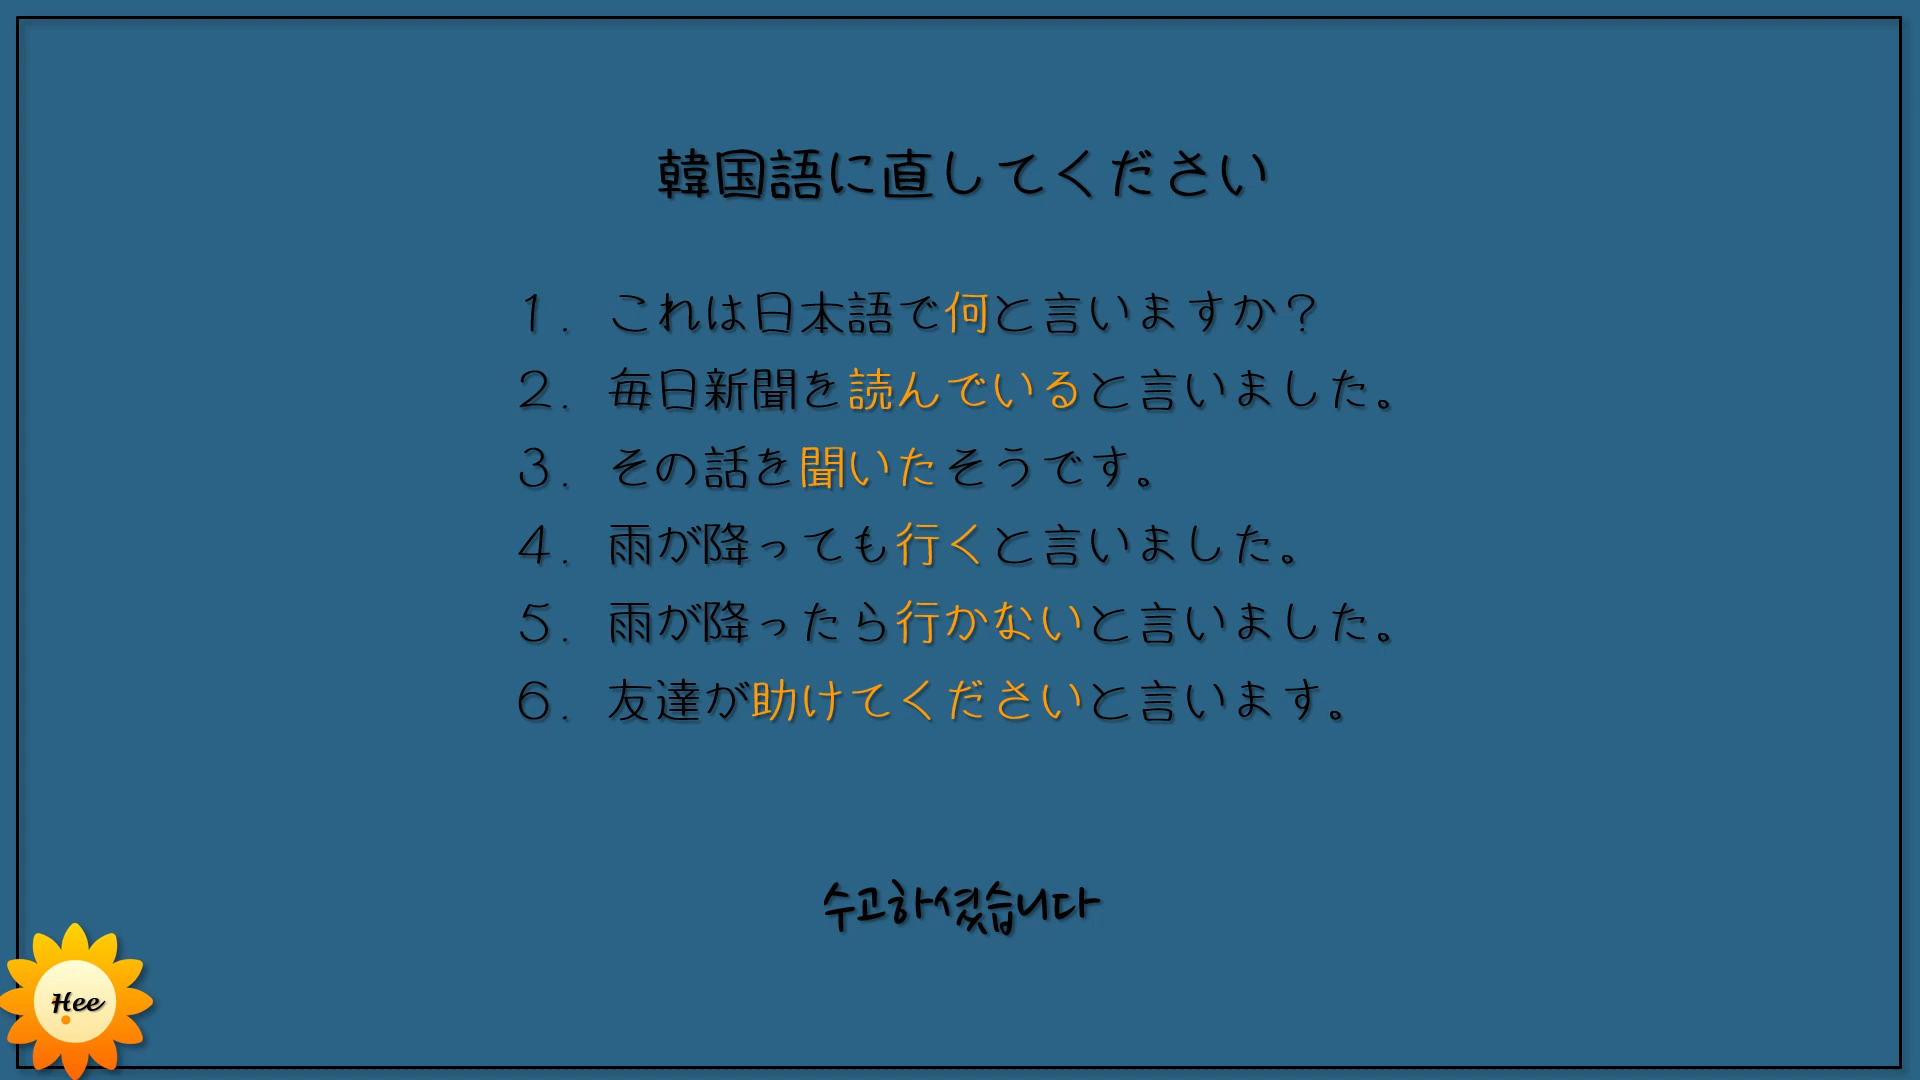 韓国語に直してください
１．これは日本語で何と言いますか？
２．毎日新聞を読んでいると言いました。
３．その話を聞いたそうです。
４．雨が降っても行くと言いました。
５．雨が降ったら行かないと言いました。
６．友達が助けてくださいと言います。
수고하셨습니다
Hee